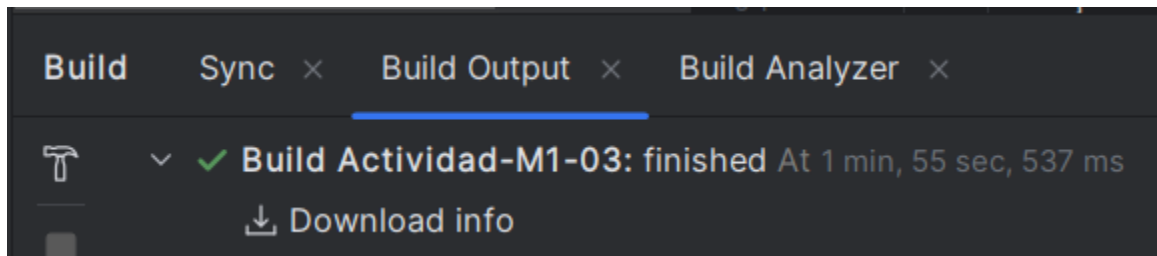 Build Sync Build Output Build Analyzer
Build Actividad-M1-03: finished At 1 min, 55 sec, 537 ms
Download info